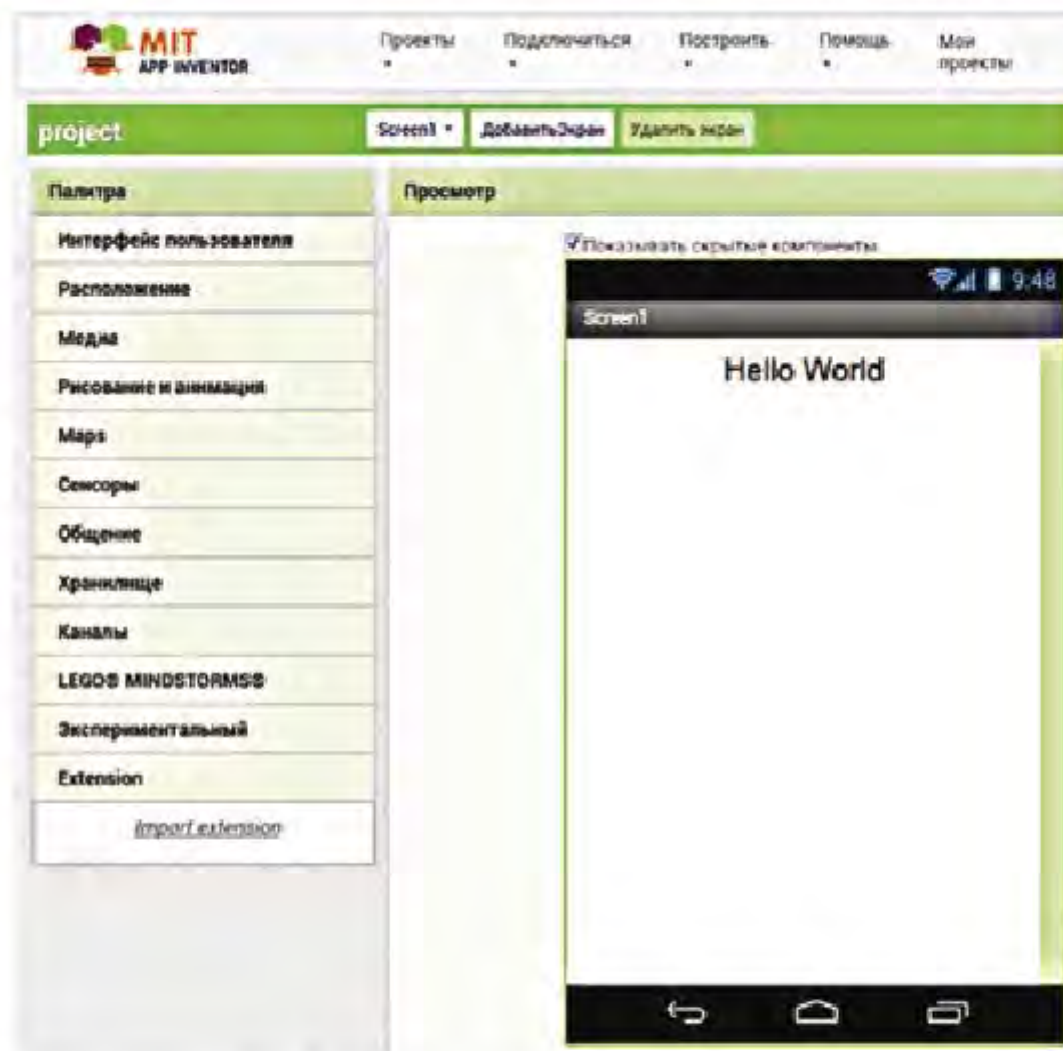 MIT
APP INVENTOR
Проекты Подключиться Построить Помощь Мои проекты
project
Screen1 ДобавитьЭкран Удалить экран
Палитра
Просмотр
Интерфейс пользователя
Показывать скрытые компоненты
Расположение
9:48
Медиа
Screen1
Рисование и анимация
Hello World
Maps
Сенсоры
Общение
Хранилище
Каналы
LEGO® MINDSTORMS®
Экспериментальный
Extension
Import extension